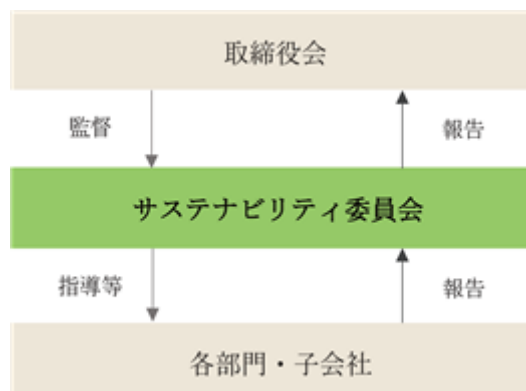 取締役会
監督
報告
サステナビリティ委員会
指導等
報告
各部門・子会社